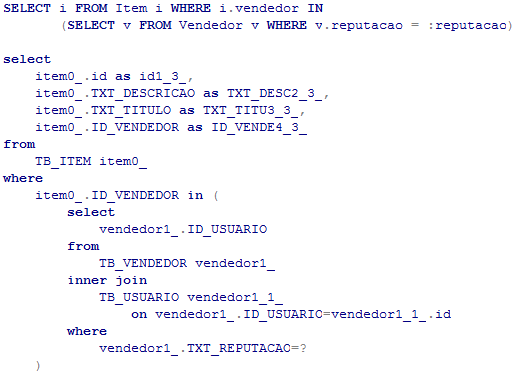 SELECT i FROM Item i WHERE i.vendedor IN
(SELECT v FROM Vendedor v WHERE v.reputacao = :reputacao)
select
item0_.id as id1_3_,
item0_.TXT_DESCRICAO as TXT_DESC2_3_,
item0_.TXT_TITULO as TXT_TITU3_3_,
item0_.ID_VENDEDOR as ID_VENDE4_3_
from
TB_ITEM item0_
where
item0_.ID_VENDEDOR in (
select
vendedor1_.ID_USUARIO
from
TB_VENDEDOR vendedor1_
inner join
TB_USUARIO vendedor1_1_
on vendedor1_.ID_USUARIO=vendedor1_1_.id
where
vendedor1_.TXT_REPUTACAO=?
)